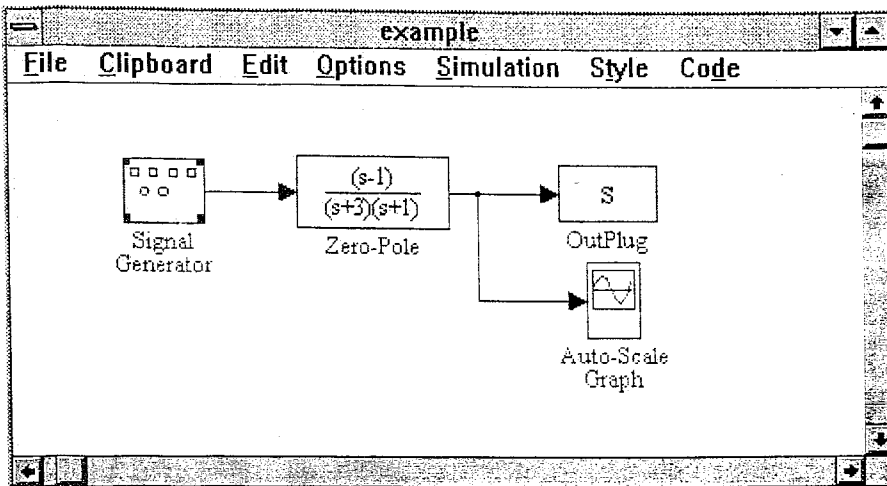 example
File Clipboard Edit Options Simulation Style Code
(s-1)
(s+3)(s+1)
S
Signal
Generator
Zero-Pole
OutPlug
Auto-Scale
Graph